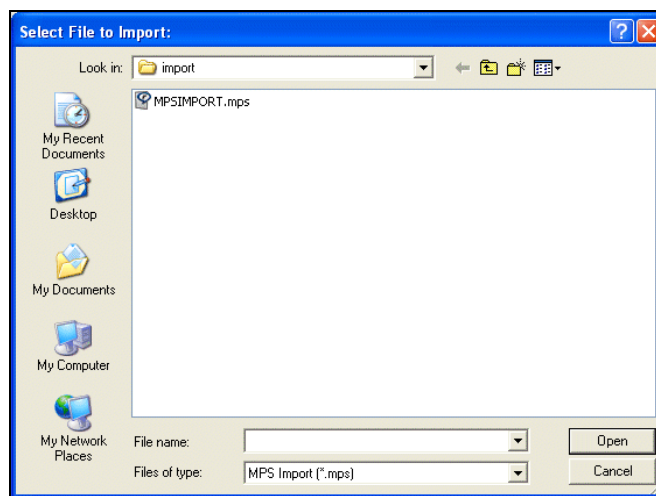 Select File to Import:
Look in: import
MPSIMPORT.mps
My Recent
Documents
Desktop
My Documents
My Computer
My Network
Places
File name:
Open
Files of type: MPS Import (*.mps)
Cancel